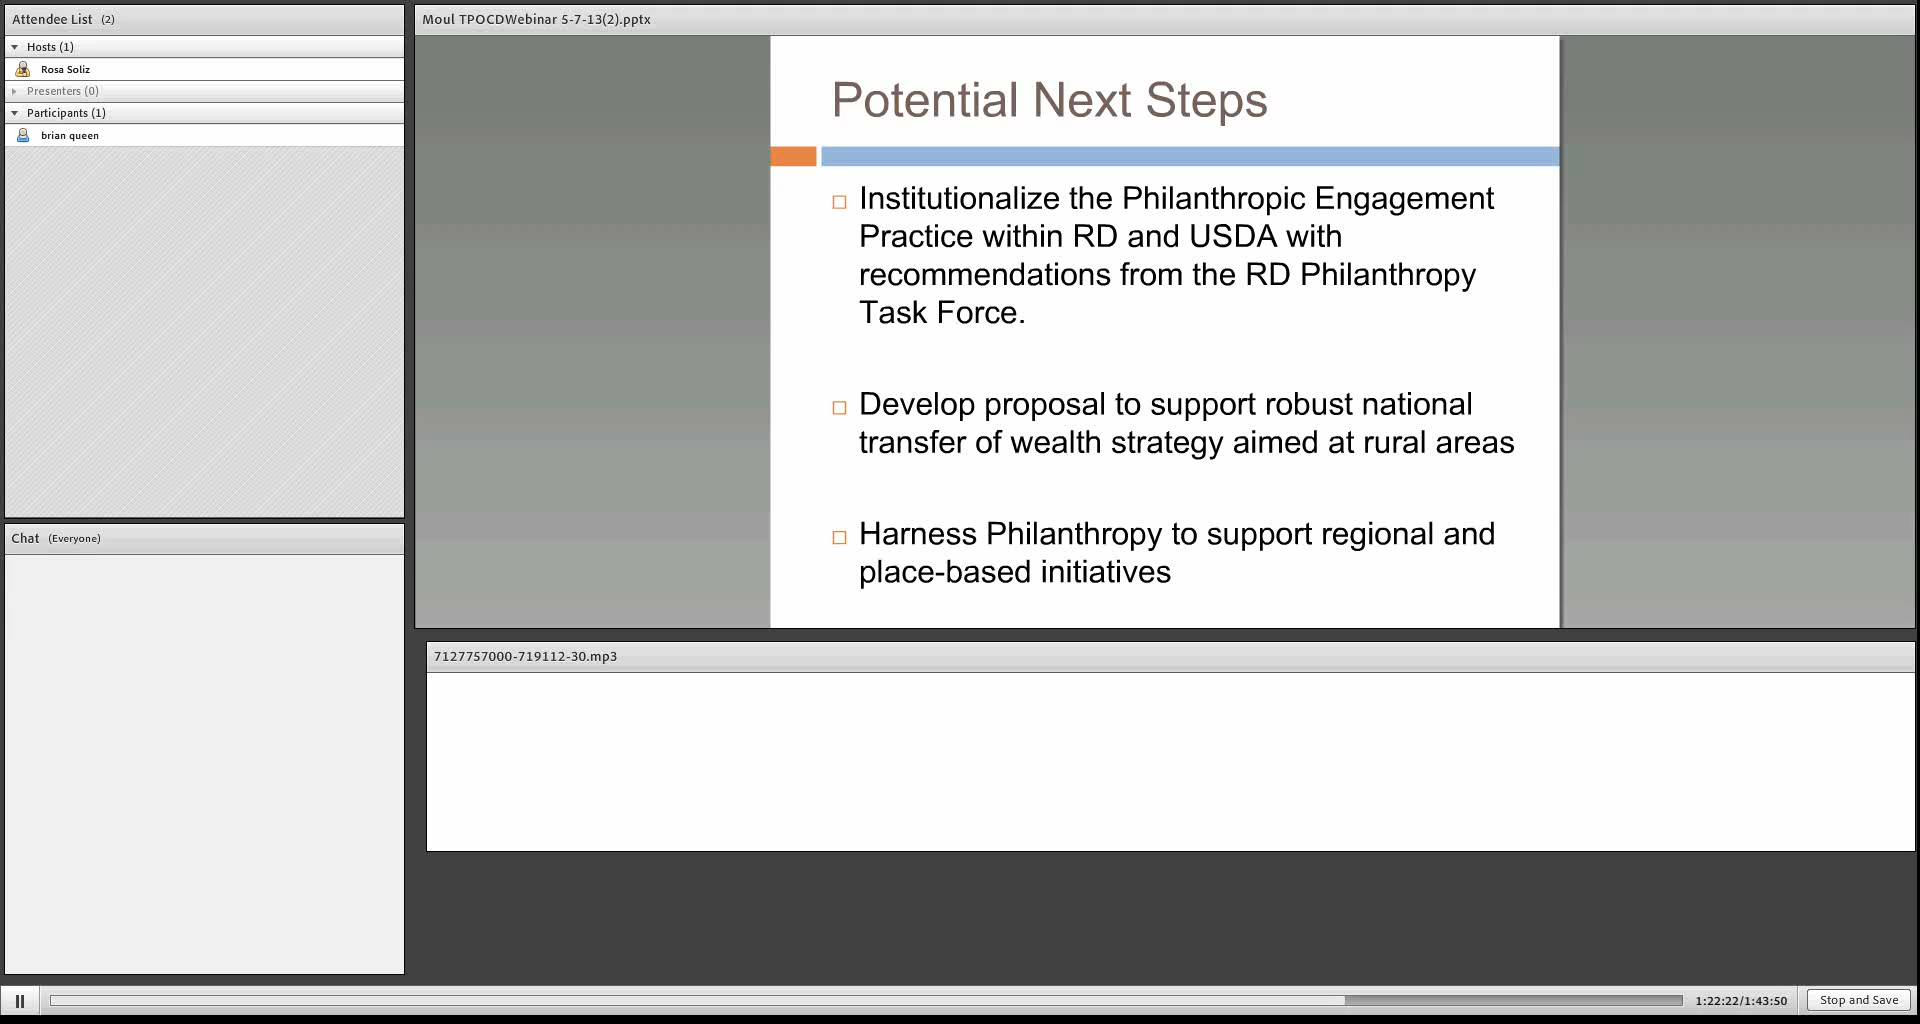 Attendee List (2)
Hosts (1)
Rosa Soliz
Presenters (0)
Participants (1)
brian queen
Chat (Everyone)
Moul TPOCDWebinar 5-7-13(2).pptx
Potential Next Steps
Institutionalize the Philanthropic Engagement
Practice within RD and USDA with
recommendations from the RD Philanthropy
Task Force.
Develop proposal to support robust national
transfer of wealth strategy aimed at rural areas
Harness Philanthropy to support regional and
place-based initiatives
7127757000-719112-30.mp3
1:22:22/1:43:50
Stop and Save